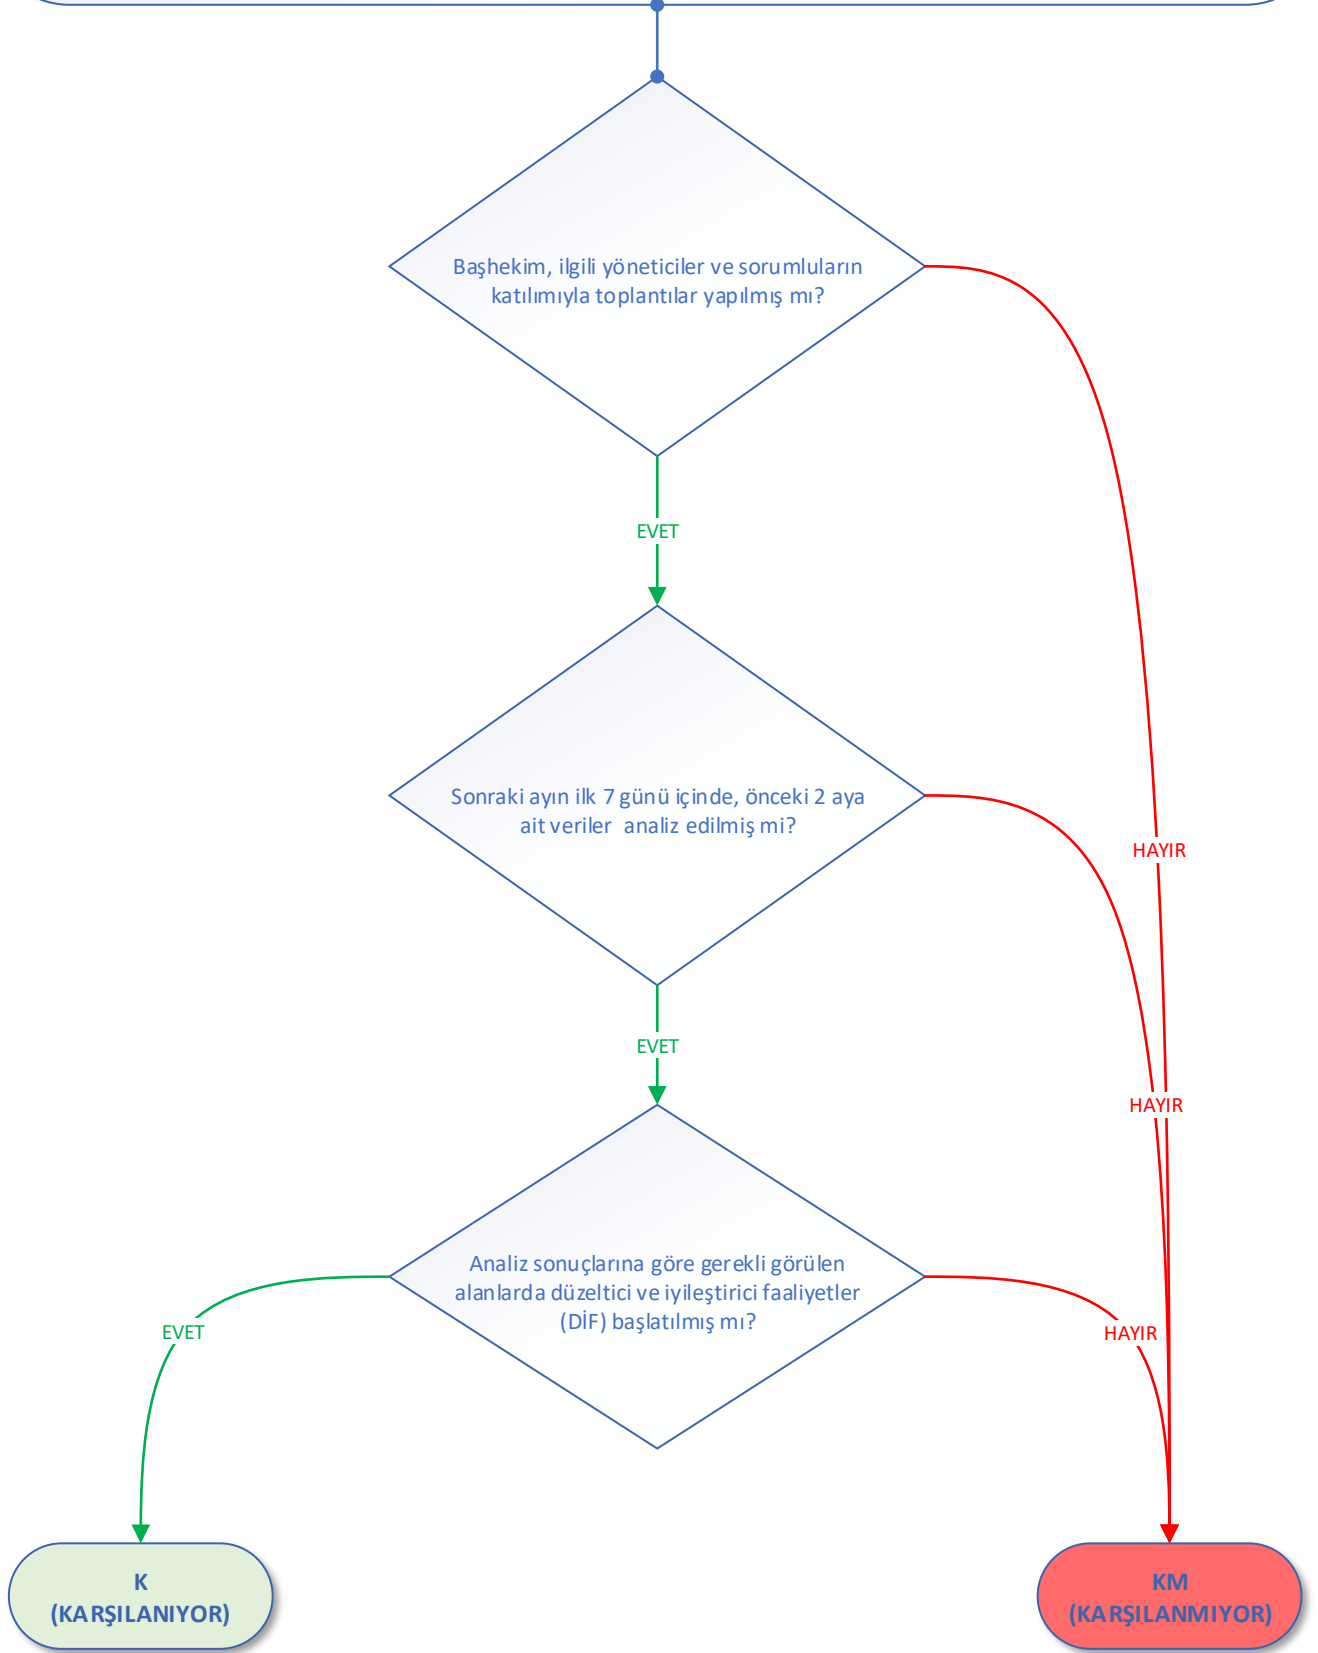 Başhekim, ilgili yöneticiler ve sorumluların
katılımıyla toplantılar yapılmış mı?
EVET
Sonraki ayın ilk 7 günü içinde, önceki 2 aya
ait veriler analiz edilmiş mi?
HAYIR
EVET
HAYIR
Analiz sonuçlarına göre gerekli görülen
alanlarda düzeltici ve iyileştirici faaliyetler
(DİF) başlatılmış mı?
EVET
HAYIR
K
(KARŞILANIYOR)
KM
(KARŞILANMIYOR)